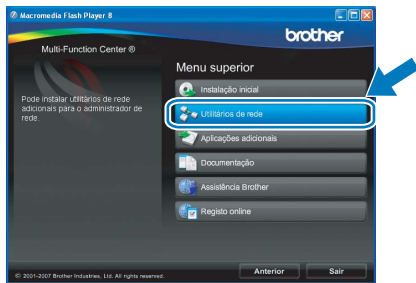 Macromedia Flash Player 8
brother
Multi-Function Center ®
Menu superior
Instalação inicial
Pode instalar utilitários de rede
adicionais para o administrador de
rede.
Utilitários de rede
Aplicações adicionais
Documentação
Assistência Brother
Registo online
© 2001-2007 Brother Industries, Ltd. All rights reserved.
Anterior
Sair